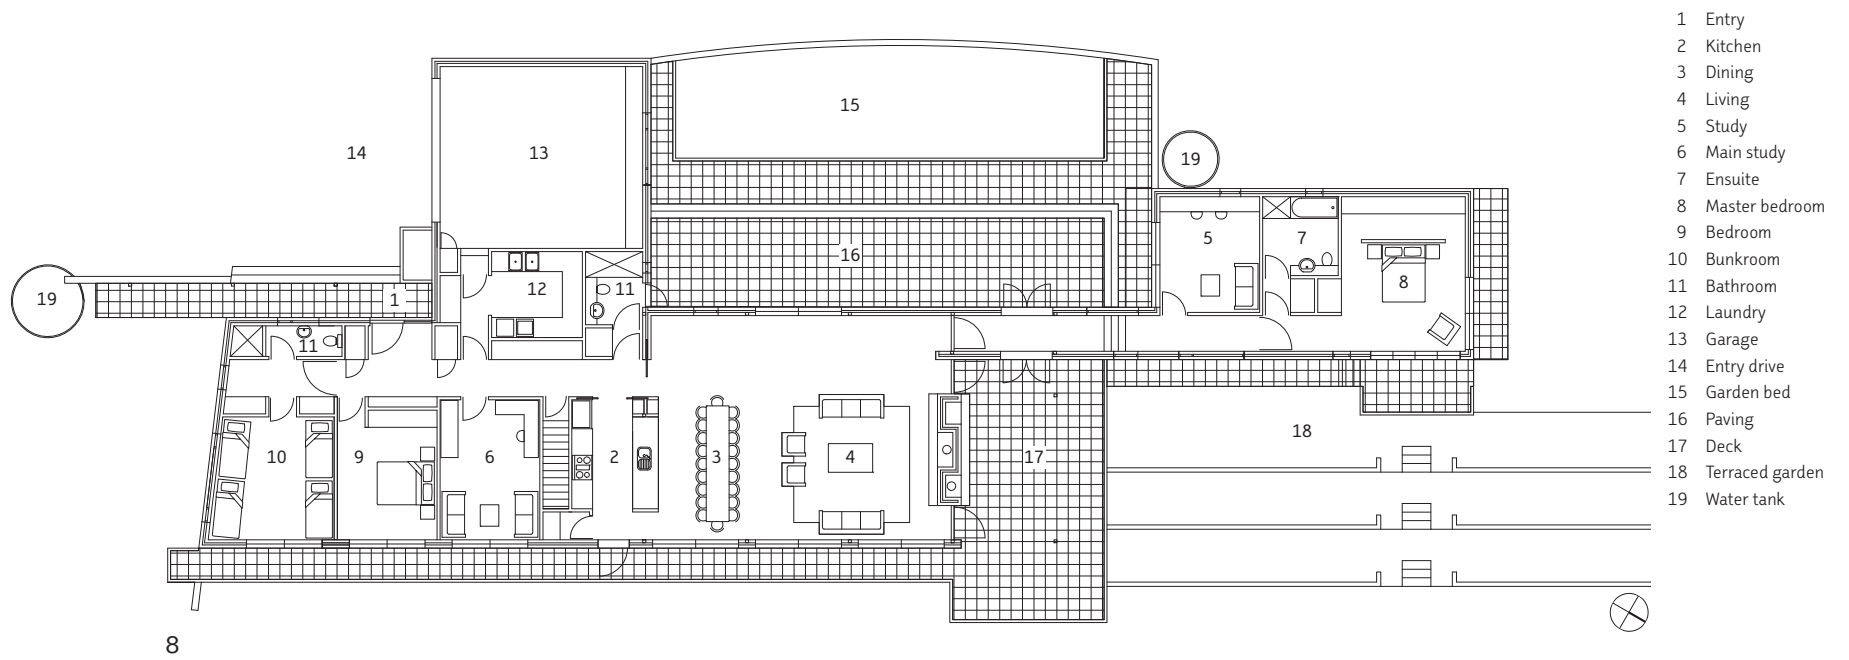 1 Entry
2 Kitchen
3 Dining
4 Living
5 Study
6 Main study
7 Ensuite
8 Master bedroom
9 Bedroom
10 Bunkroom
11 Bathroom
12 Laundry
13 Garage
14 Entry drive
15 Garden bed
16 Paving
17 Deck
18 Terraced garden
19 Water tank
15
14
13
19
5
7
16
8
12
11
19
1
11
18
10
9
6
2
3
4
17
8